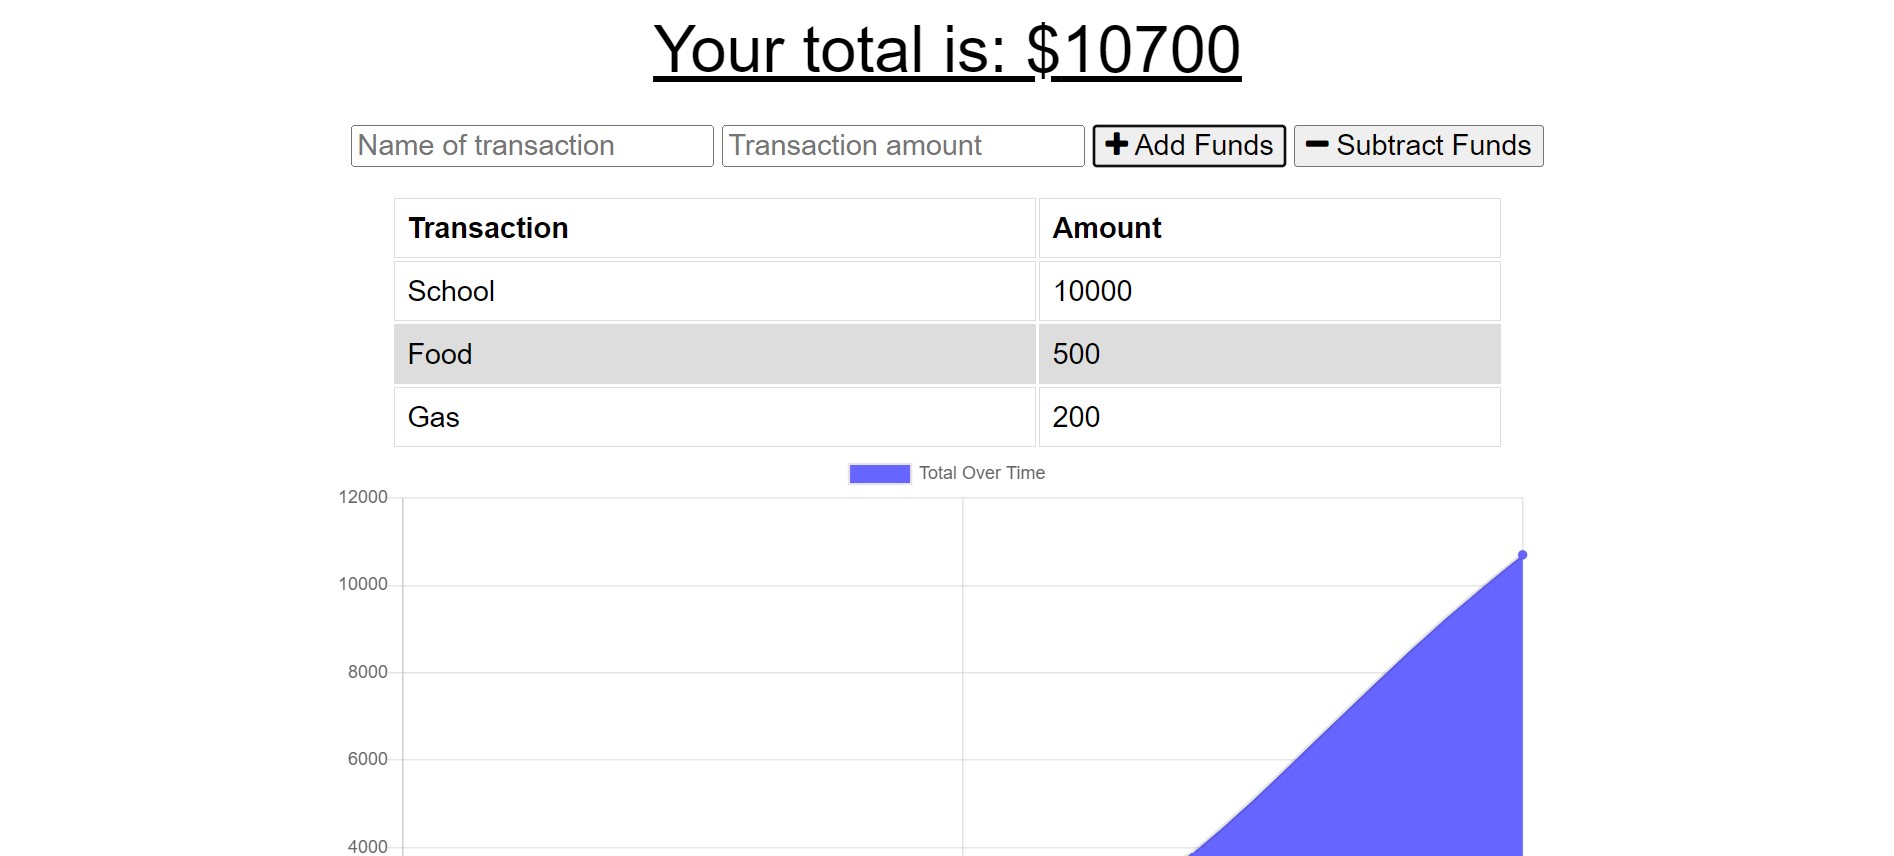 Your total is: $10700
Name of transaction Transaction amount Add Funds Subtract Funds
Transaction Amount
School 10000
Food 500
Gas 200
Total Over Time
12000
10000
8000
6000
4000